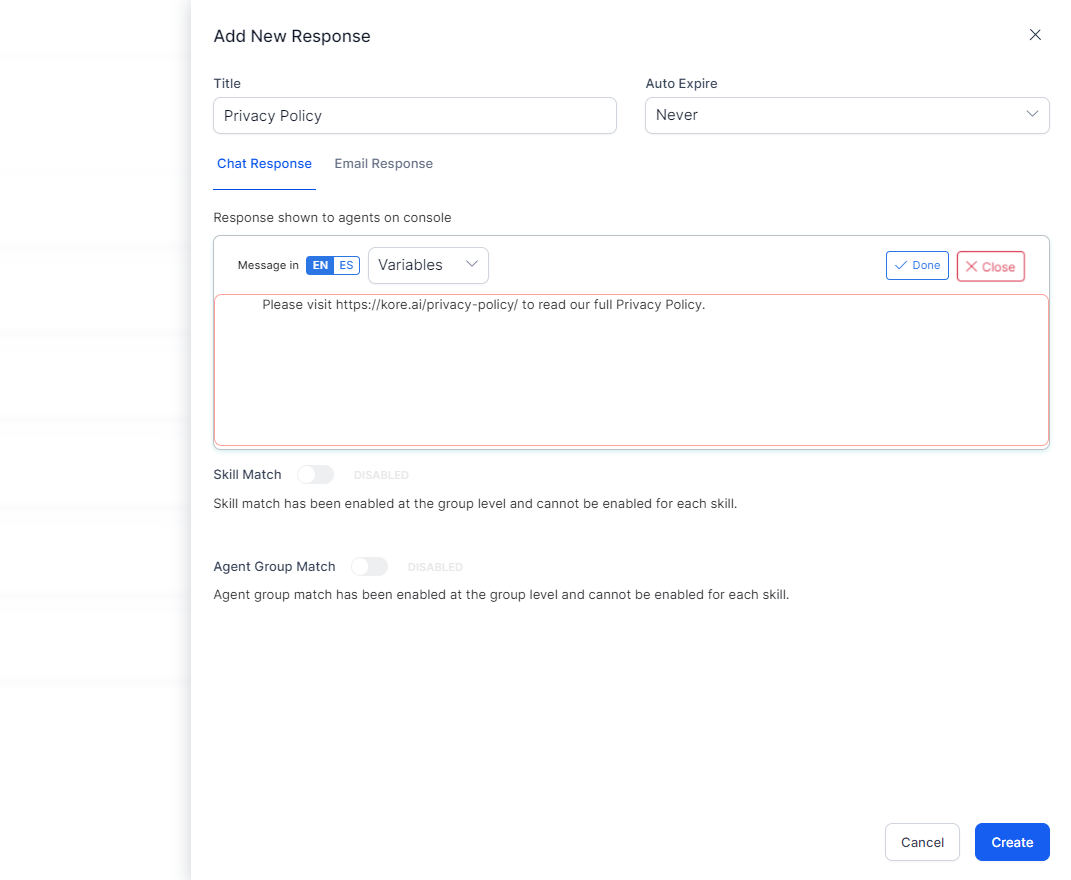 Add New Response
Title
Auto Expire
Privacy Policy
Never
Chat Response
Email Response
Response shown to agents on console
Message in EN ES Variables Done Close
Please visit https://kore.ai/privacy-policy/ to read our full Privacy Policy.
Skill Match DISABLED
Skill match has been enabled at the group level and cannot be enabled for each skill.
Agent Group Match DISABLED
Agent group match has been enabled at the group level and cannot be enabled for each skill.
Cancel
Create